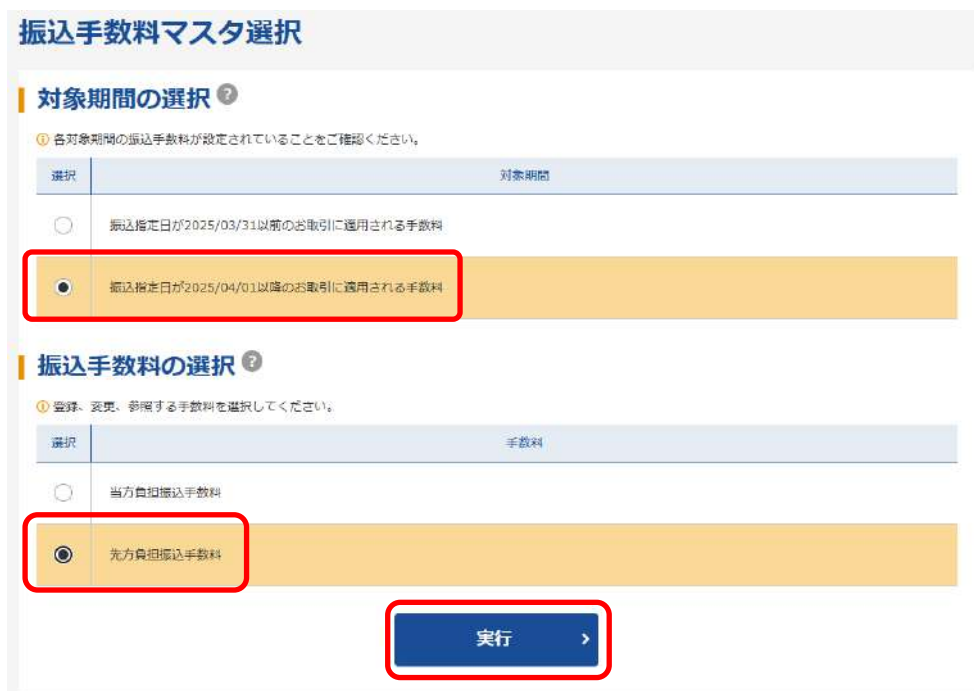 振込手数料マスタ選択
対象期間の選択 ?
各対象期間の振込手数料が設定されていることをご確認ください。
選択 対象期間
振込指定日が2025/03/31以前のお取引に適用される手数料
振込指定日が2025/04/01以降のお取引に適用される手数料
振込手数料の選択 ?
登録、変更、参照する手数料を選択してください。
選択 手数料
当方負担振込手数料
先方負担振込手数料
実行